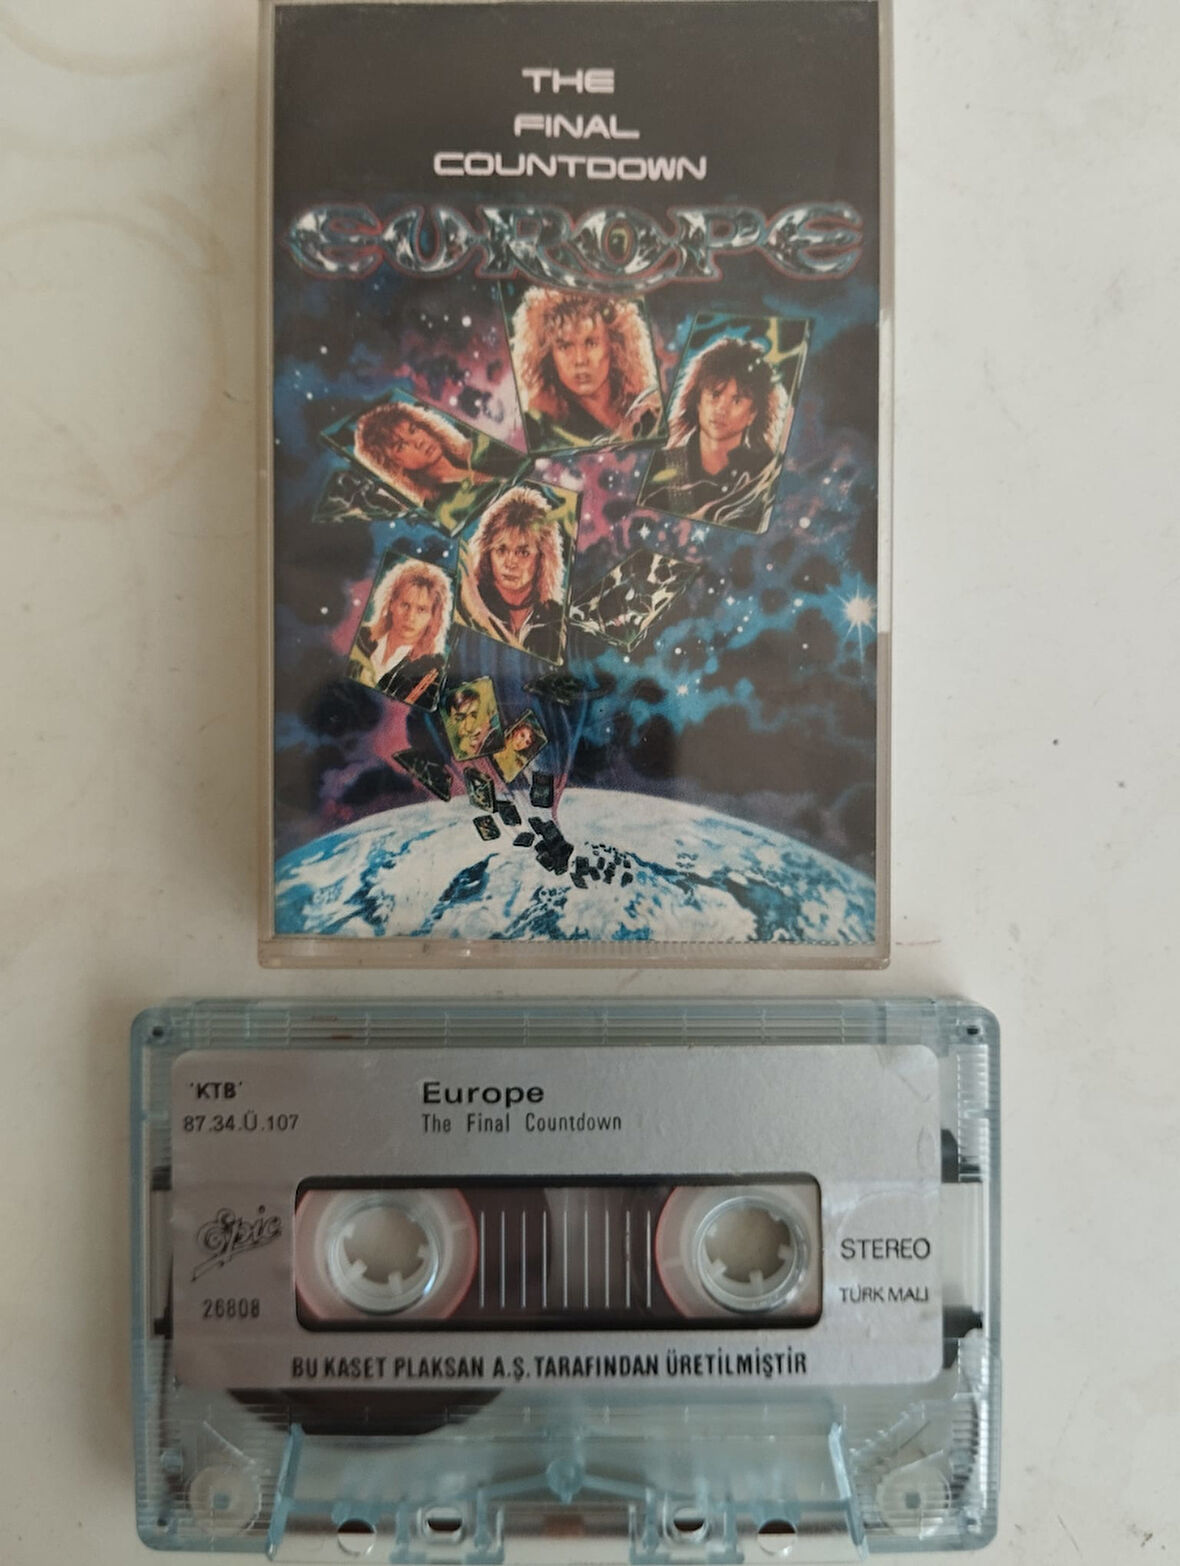 THE
FINAL
COUNTDOWN
EUROPE
'KTB'
87.34.Ü.107
Europe
The Final Countdown
Epic
26808
STEREO
TÜRK MALI
BU KASET PLAKSAN A.Ş. TARAFINDAN ÜRETİLMİŞTİR